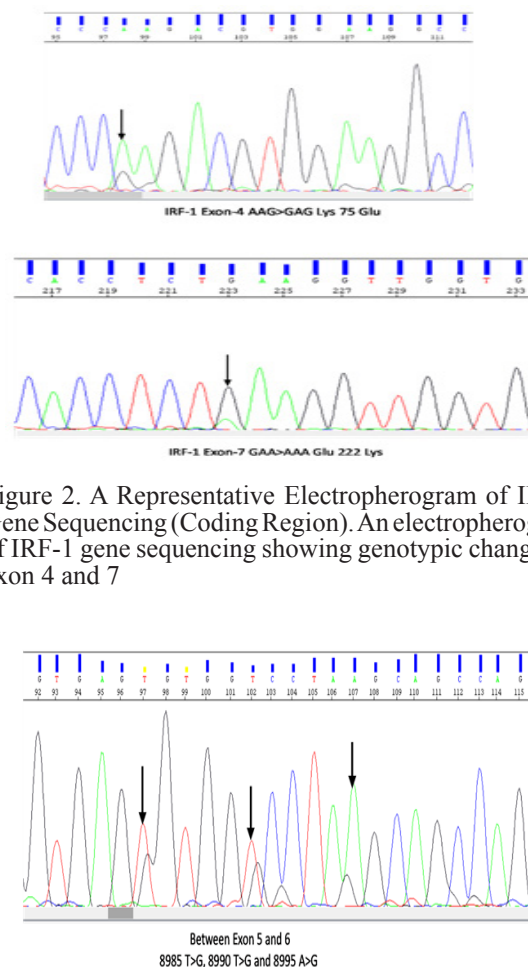 C C C A A G A C G T G G A A G G C C
95 97 99 101 103 105 107 109 111
IRF-1 Exon-4 AAG>GAG Lys 75 Glu
C A C C T C T G A A G G T T G G T G
217 219 221 223 225 227 229 231 233
IRF-1 Exon-7 GAA>AAA Glu 222 Lys
igure 2. A Representative Electropherogram of
Gene Sequencing (Coding Region). An electropherog
f IRF-1 gene sequencing showing genotypic chang
xon 4 and 7
G T G A G T G T G G T C C T A A G C A G C C A G
92 93 94 95 96 97 98 99 100 101 102 103 104 105 106 107 108 109 110 111 112 113 114 115
Between Exon 5 and 6
8985 T>G, 8990 T>G and 8995 A>G